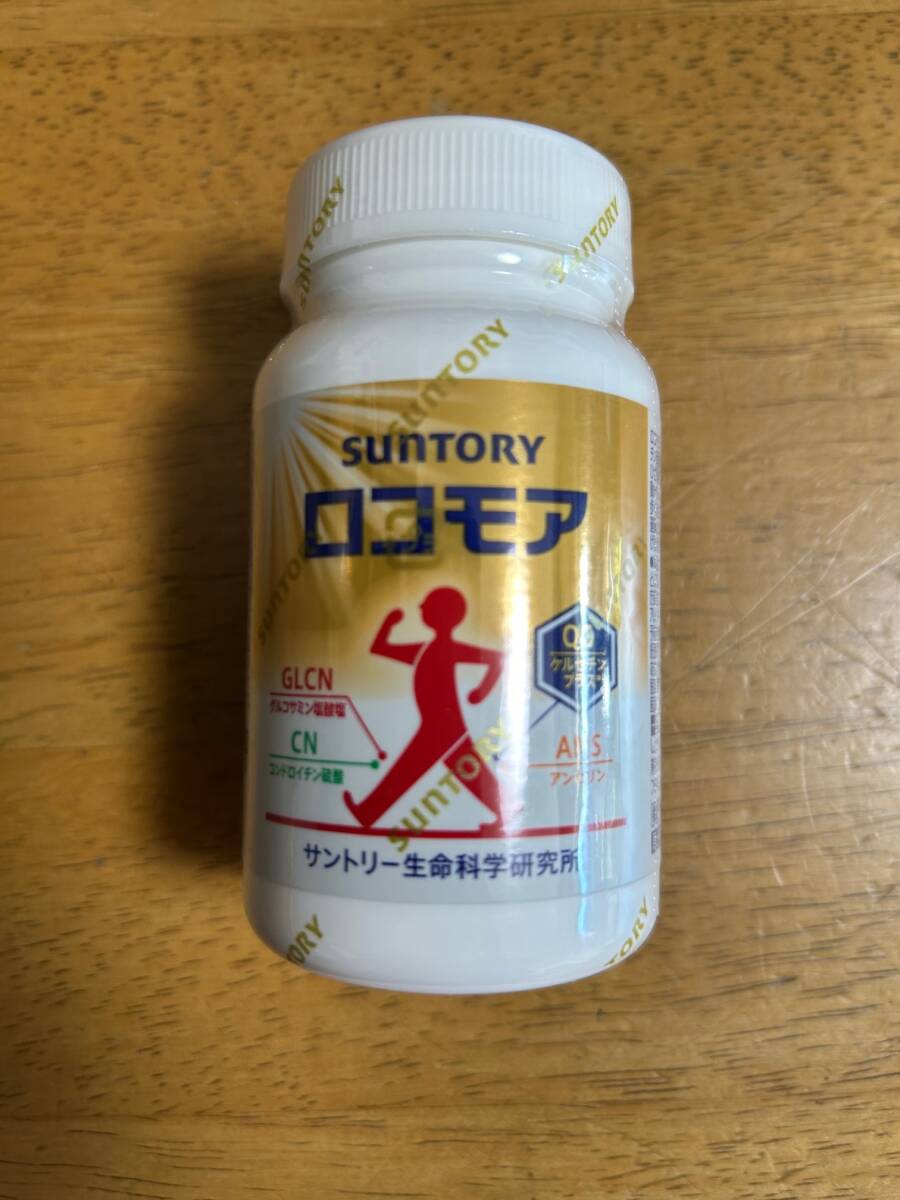 SUNTORY
SUNTORY
SUNTORY
SUNTORY
ロコモア
SUNTORY
GLCN
グルコサミン塩酸塩
CN
コンドロイチン硫酸
ケルセチン
プラス
アンセリン
SUNTORY
サントリー生命科学研究所